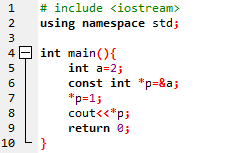 1 # include <iostream>
2 using namespace std;
3
4 int main(){
5     int a=2;
6     const int *p=&a;
7     *p=1;
8     cout<<*p;
9     return 0;
10 }